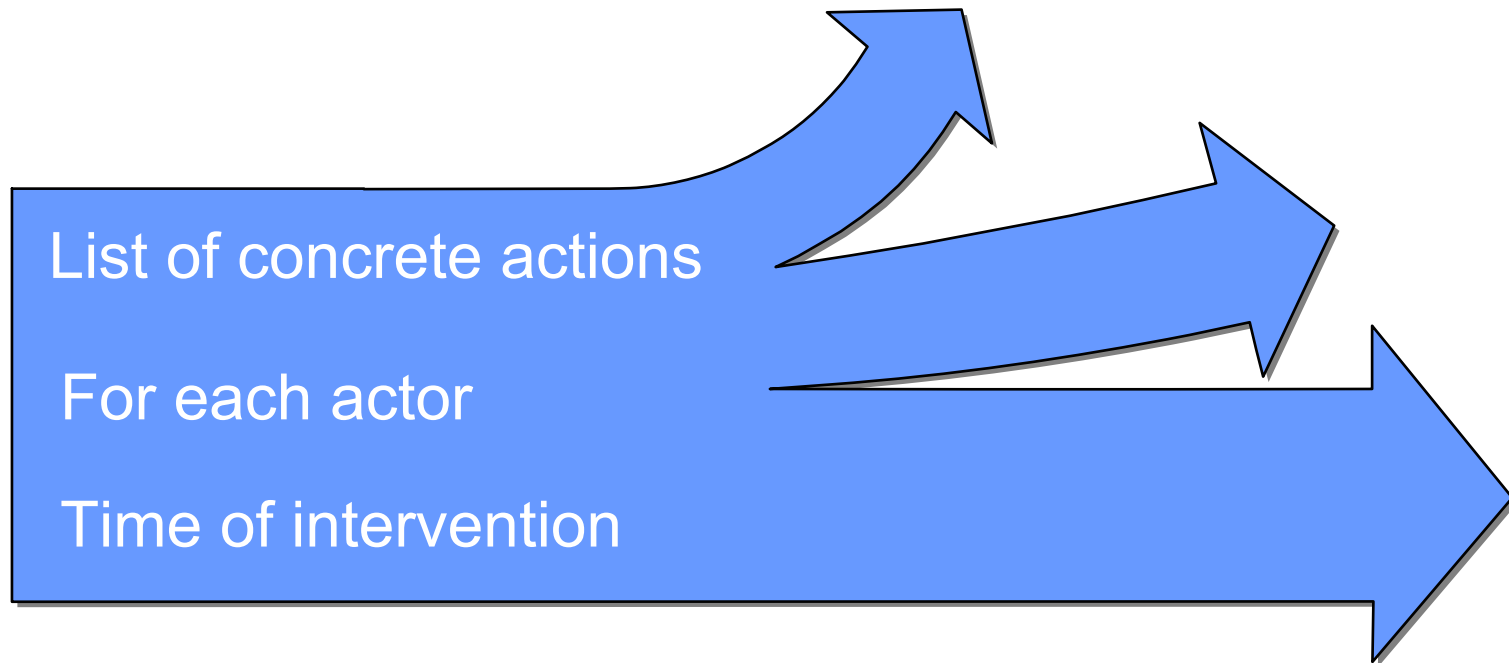 List of concrete actions
For each actor
Time of intervention